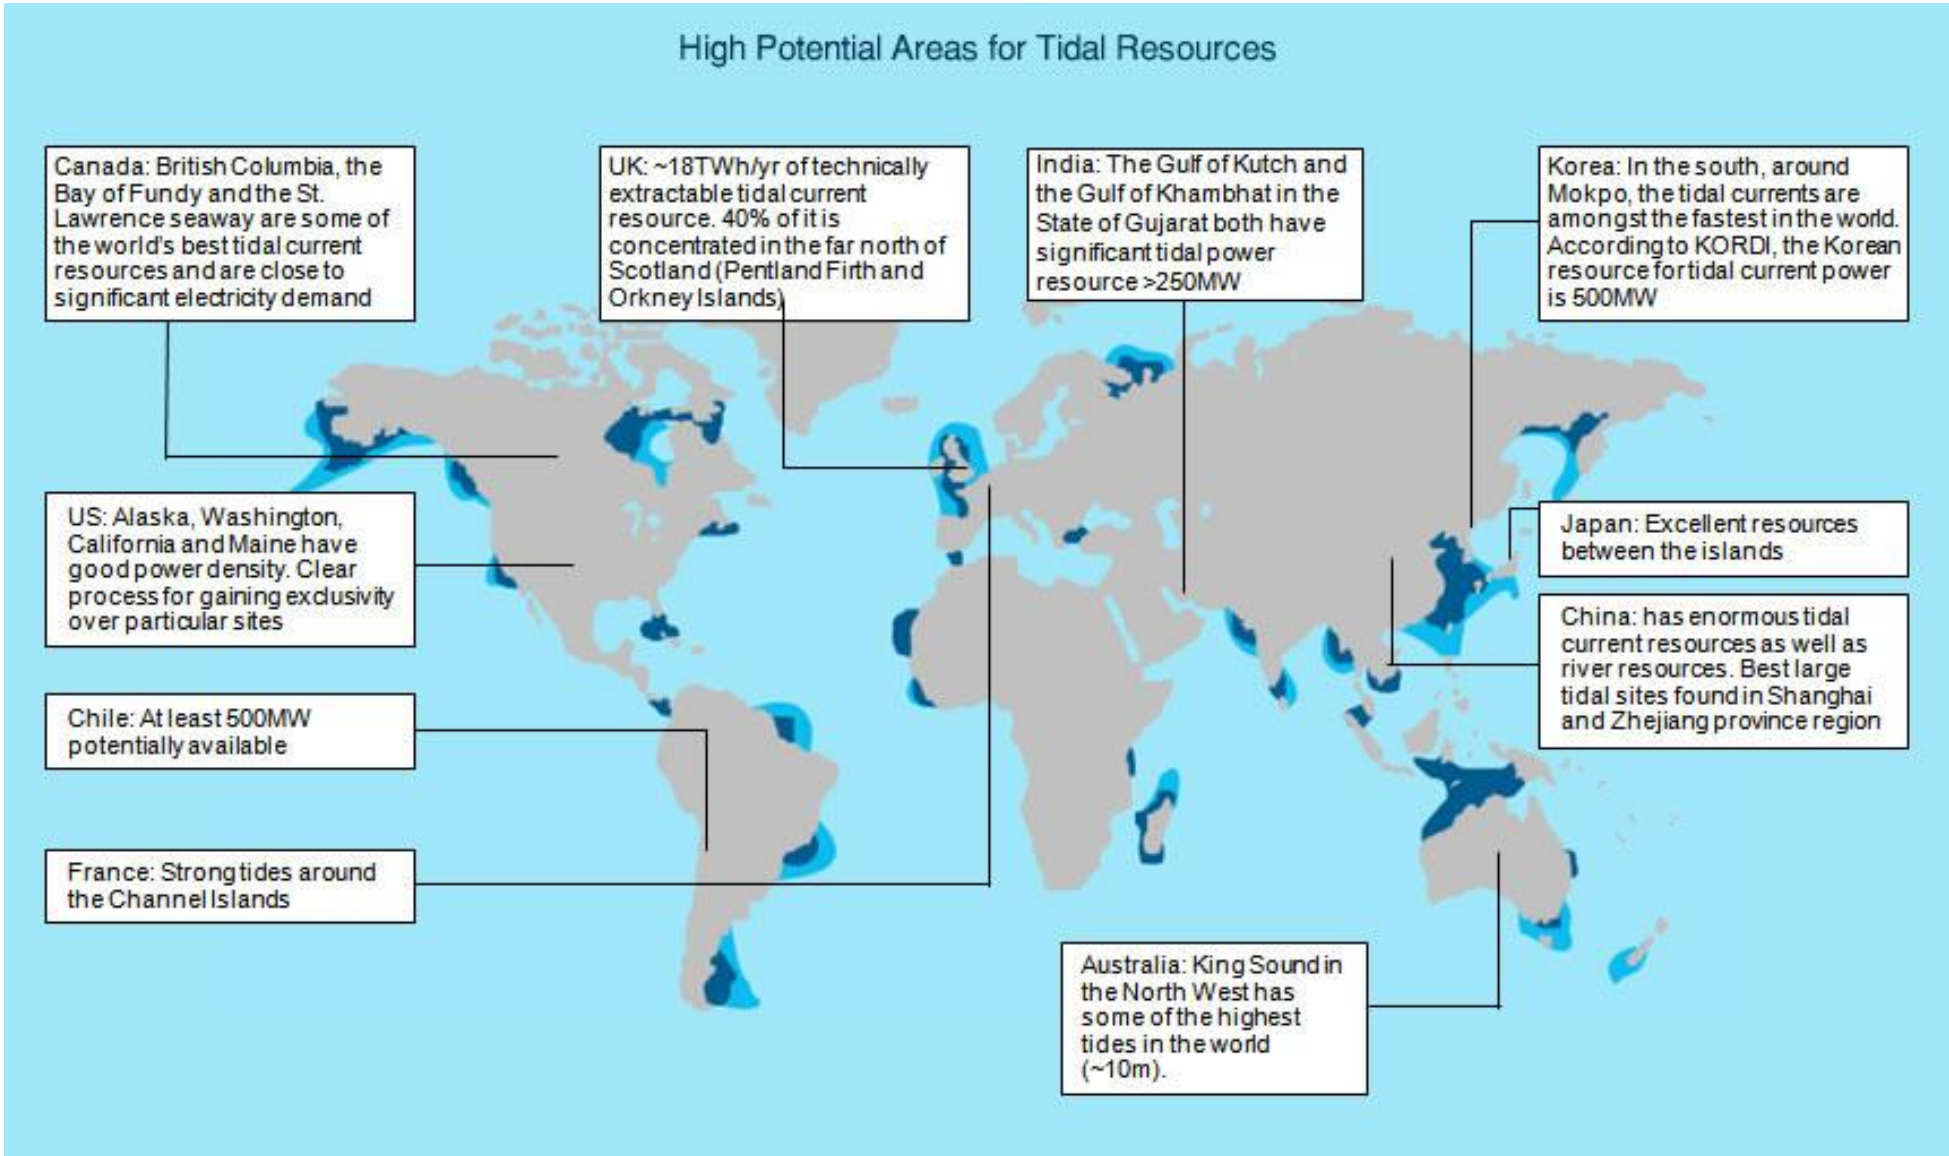 High Potential Areas for Tidal Resources
Canada: British Columbia, the
Bay of Fundy and the St.
Lawrence seaway are some of
the world's best tidal current
resources and are close to
significant electricity demand
UK: ~18TWh/yr of technically
extractable tidal current
resource. 40% of it is
concentrated in the far north of
Scotland (Pentland Firth and
Orkney Islands)
India: The Gulf of Kutch and
the Gulf of Khambhat in the
State of Gujarat both have
significant tidal power
resource >250MW
Korea: In the south, around
Mokpo, the tidal currents are
amongst the fastest in the world.
According to KORDI, the Korean
resource for tidal current power
is 500MW
US: Alaska, Washington,
California and Maine have
good power density. Clear
process for gaining exclusivity
over particular sites
Japan: Excellent resources
between the islands
China: has enormous tidal
current resources as well as
river resources. Best large
tidal sites found in Shanghai
and Zhejiang province region
Chile: At least 500MW
potentially available
France: Strong tides around
the Channel Islands
Australia: King Sound in
the North West has
some of the highest
tides in the world
(~10m).